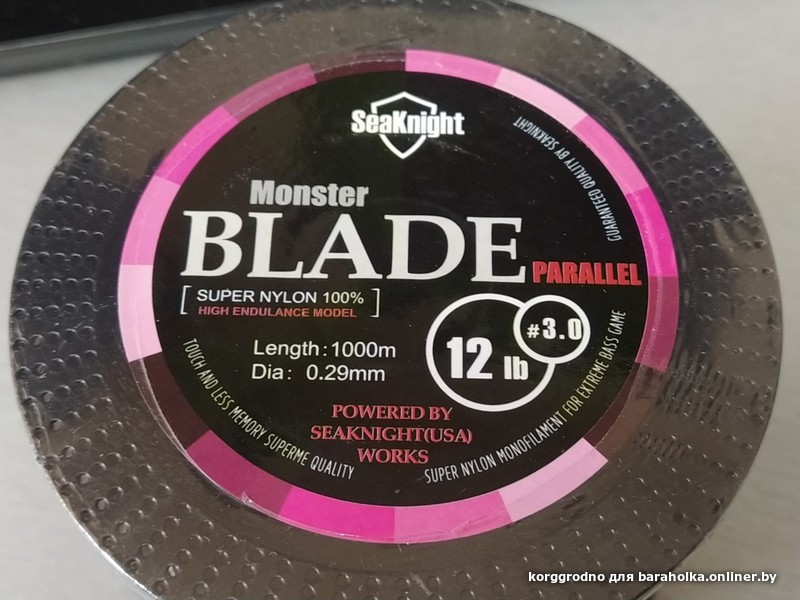 SeaKnight
GUARANTEED QUALITY BY SEAKNIGHT
Monster
BLADE
PARALLEL
[ SUPER NYLON 100% ]
HIGH ENDULANCE MODEL
#3.0
12 lb
Length:1000m
Dia: 0.29mm
POWERED BY
SEAKNIGHT(USA)
WORKS
TOUCH AND LESS MEMORY SUPERME QUALITY
SUPER NYLON MONOFILAMENT FOR EXTREME BASS GAME
korggrodno для baraholka.onliner.by